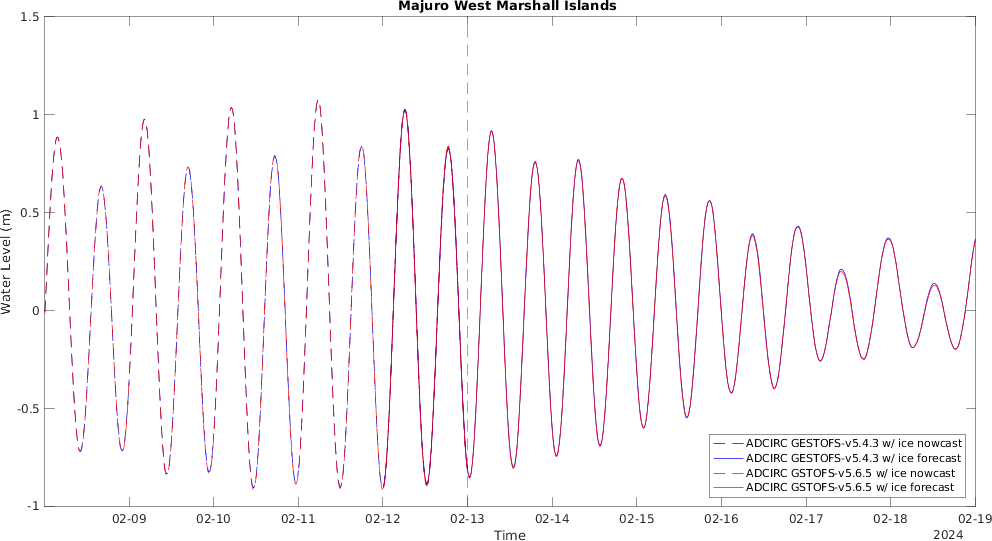 Majuro West Marshall Islands
1.5
1
0.5
0
-0.5
-1
Water Level (m)
02-09
02-10
02-11
02-12
02-13
02-14
02-15
02-16
02-17
02-18
02-19
Time
2024
ADCIRC GESTOFS-v5.4.3 w/ ice nowcast
ADCIRC GESTOFS-v5.4.3 w/ ice forecast
ADCIRC GSTOFS-v5.6.5 w/ ice nowcast
ADCIRC GSTOFS-v5.6.5 w/ ice forecast